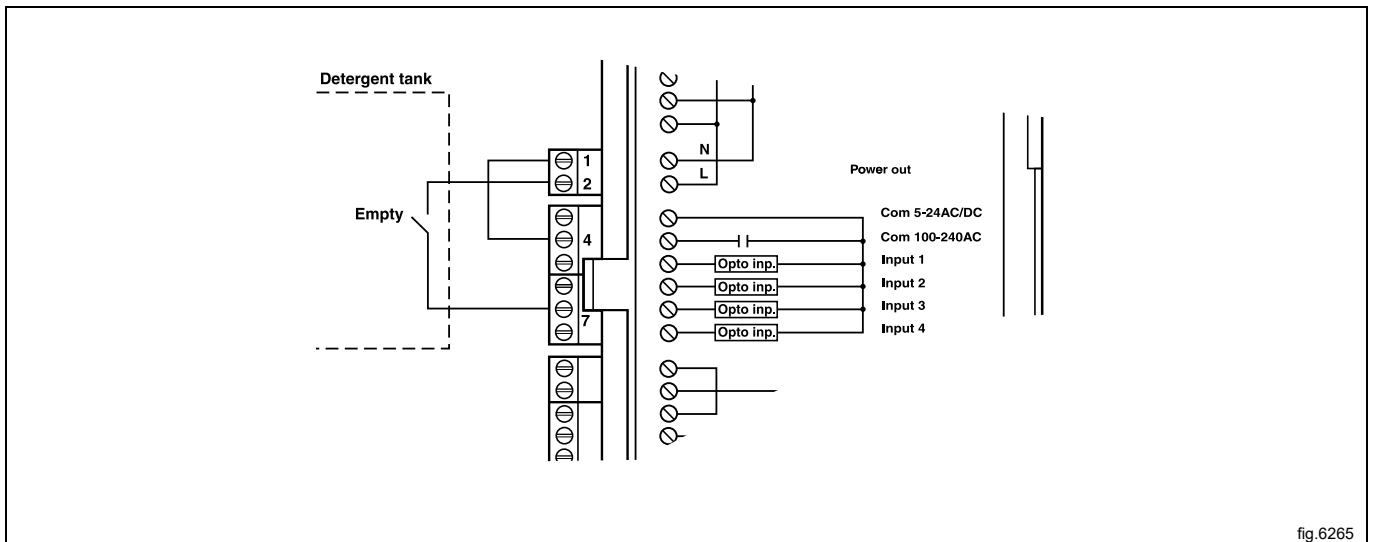 Detergent tank
1
N
Power out
L
2
Empty
Com 5-24AC/DC
4
Com 100-240AC
Opto inp.
Input 1
Opto inp.
Input 2
Opto inp.
Input 3
7
Opto inp.
Input 4
fig.6265